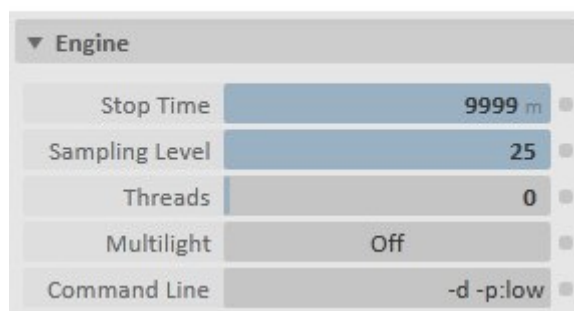 Engine
Stop Time 9999 m
Sampling Level 25
Threads 0
Multilight Off
Command Line -d -p:low